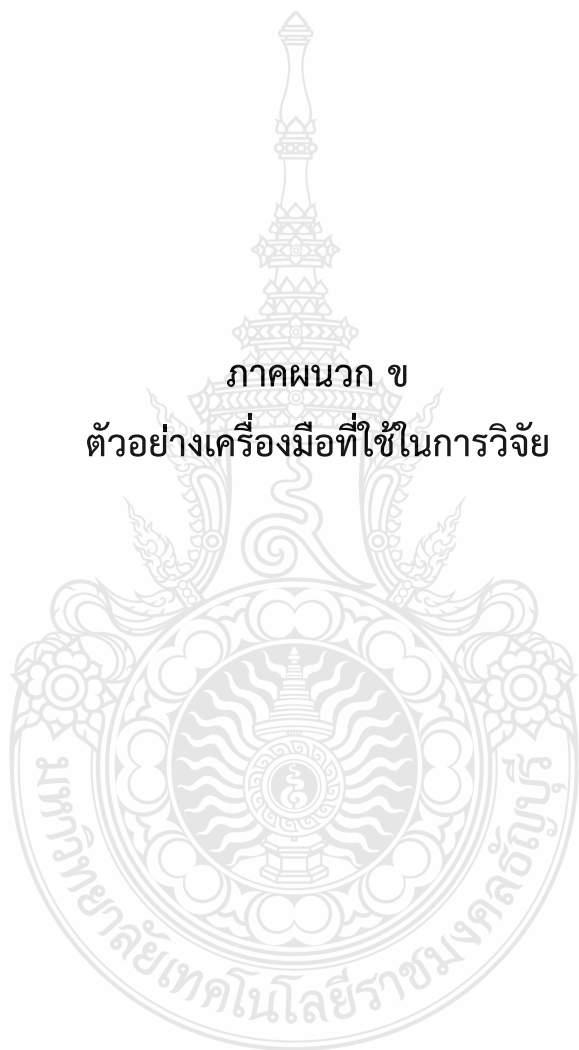 ภาคผนวก ข
ตัวอย่างเครื่องมือที่ใช้ในการวิจัย
มหาวิทยาลัยเทคโนโลยีราชมงคลธัญบุรี